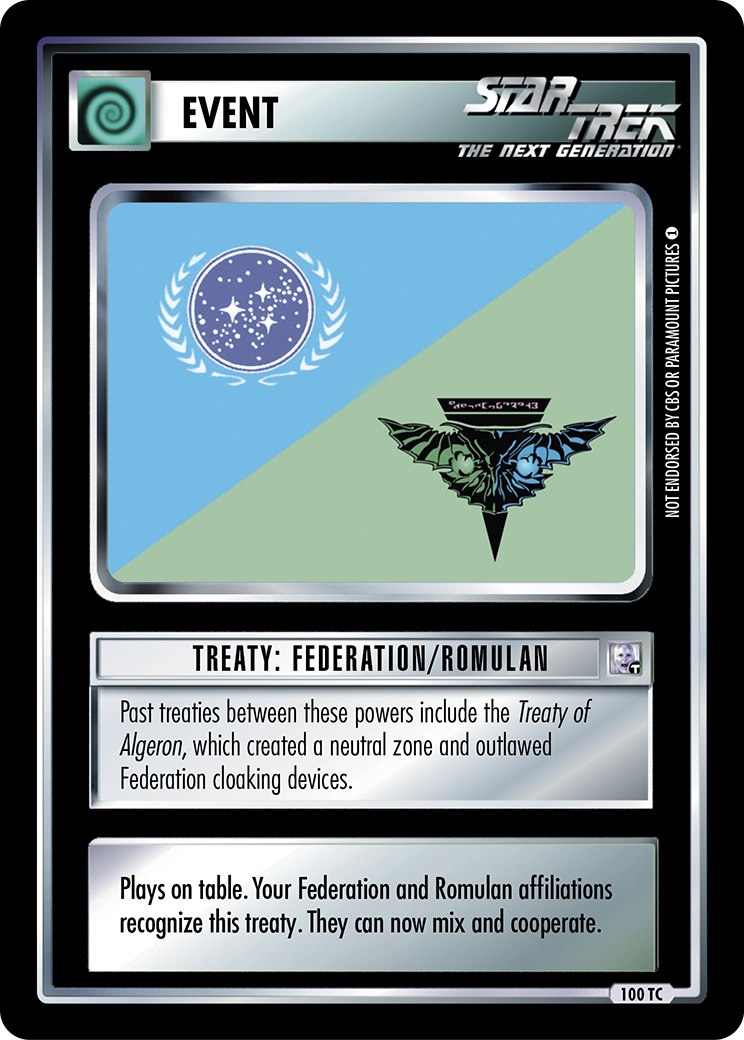 EVENT
STAR TREK
THE NEXT GENERATION
NOT ENDORSED BY CBS OR PARAMOUNT PICTURES 1
TREATY: FEDERATION/ROMULAN
T
Past treaties between these powers include the Treaty of
Algeron, which created a neutral zone and outlawed
Federation cloaking devices.
Plays on table. Your Federation and Romulan affiliations
recognize this treaty. They can now mix and cooperate.
100 TC